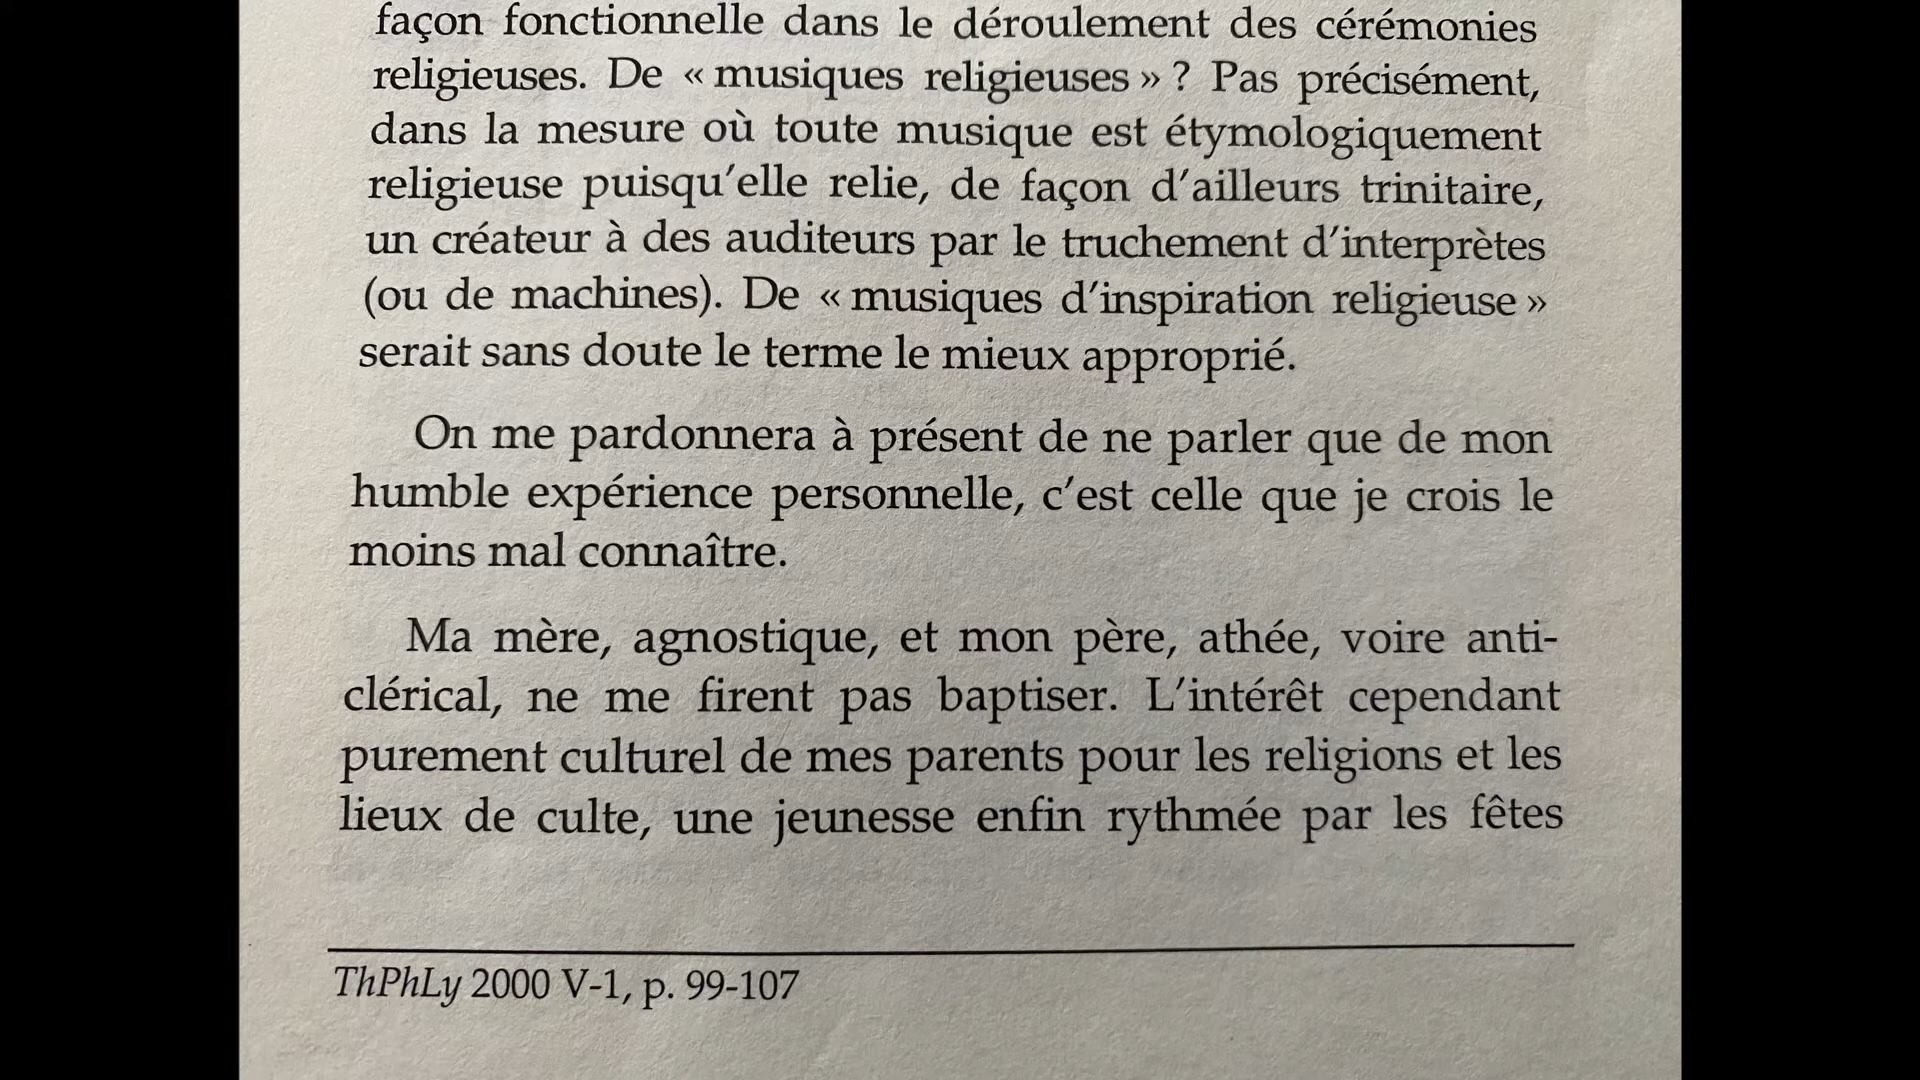 façon fonctionnelle dans le déroulement des cérémonies
religieuses. De « musiques religieuses » ? Pas précisément,
dans la mesure où toute musique est étymologiquement
religieuse puisqu'elle relie, de façon d'ailleurs trinitaire,
un créateur à des auditeurs par le truchement d'interprètes
(ou de machines). De « musiques d'inspiration religieuse »
serait sans doute le terme le mieux approprié.
On me pardonnera à présent de ne parler que de mon
humble expérience personnelle, c'est celle que je crois le
moins mal connaître.
Ma mère, agnostique, et mon père, athée, voire anti-
clérical, ne me firent pas baptiser. L'intérêt cependant
purement culturel de mes parents pour les religions et les
lieux de culte, une jeunesse enfin rythmée par les fêtes
ThPhLy 2000 V-1, p. 99-107